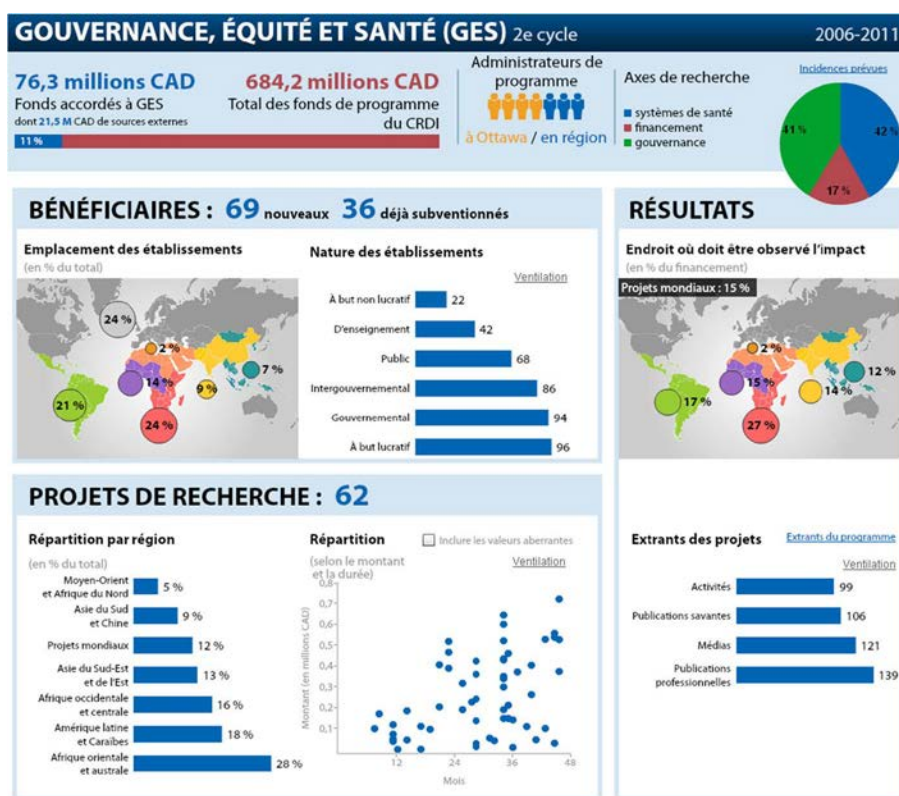 GOUVERNANCE, ÉQUITÉ ET SANTÉ (GES) 2e cycle
2006-2011
76,3 millions CAD
Fonds accordés à GES
dont 21,5 M CAD de sources externes
11 %
684,2 millions CAD
Total des fonds de programme
du CRDI
Administrateurs de
programme
à Ottawa / en région
Axes de recherche
systèmes de santé
financement
gouvernance
Incidences prévues
41 %
42 %
17 %
BÉNÉFICIAIRES : 69 nouveaux 36 déjà subventionnés
Emplacement des établissements
(en % du total)
24 %
2 %
7 %
14 %
9 %
21 %
24 %
Nature des établissements
Ventilation
À but non lucratif 22
D'enseignement 42
Public 68
Intergouvernemental 86
Gouvernemental 94
À but lucratif 96
RÉSULTATS
Endroit où doit être observé l'impact
(en % du financement)
Projets mondiaux : 15 %
2 %
12 %
15 %
14 %
17 %
27 %
PROJETS DE RECHERCHE : 62
Répartition par région
(en % du total)
Moyen-Orient
et Afrique du Nord 5 %
Asie du Sud
et Chine 9 %
Projets mondiaux 12 %
Asie du Sud-Est
et de l'Est 13 %
Afrique occidentale
et centrale 16 %
Amérique latine
et Caraïbes 18 %
Afrique orientale
et australe 28 %
Répartition
Inclure les valeurs aberrantes
(selon le montant
et la durée)
Ventilation
Montant (en millions CAD)
0,8
0,7
0,6
0,5
0,4
0,3
0,2
0,1
12 24 36 48
Mois
Extrants des projets
Extrants du programme
Ventilation
Activités 99
Publications savantes 106
Médias 121
Publications
professionnelles 139